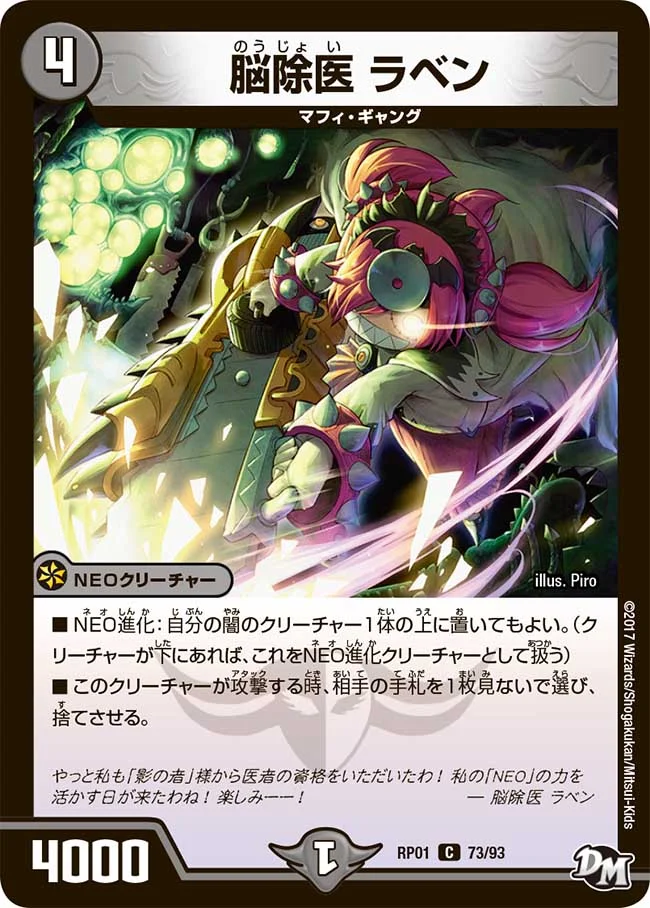 4
のうじょい
脳除医 ラベン
マフィ・ギャング
NEOクリーチャー
illus. Piro
■ NEO進化：自分の闇のクリーチャー1体の上に置いてもよい。（ク
リーチャーが下にあれば、これをNEO進化クリーチャーとして扱う）
■ このクリーチャーが攻撃する時、相手の手札を1枚見ないで選び、
捨てさせる。
やっと私も「影の者」様から医者の資格をいただいたわ！ 私の「NEO」の力を
活かす日が来たわね！ 楽しみーー！ ― 脳除医 ラベン
©2017 Wizards/Shogakukan/Mitsui-Kids
4000
1
RP01 C 73/93
DM